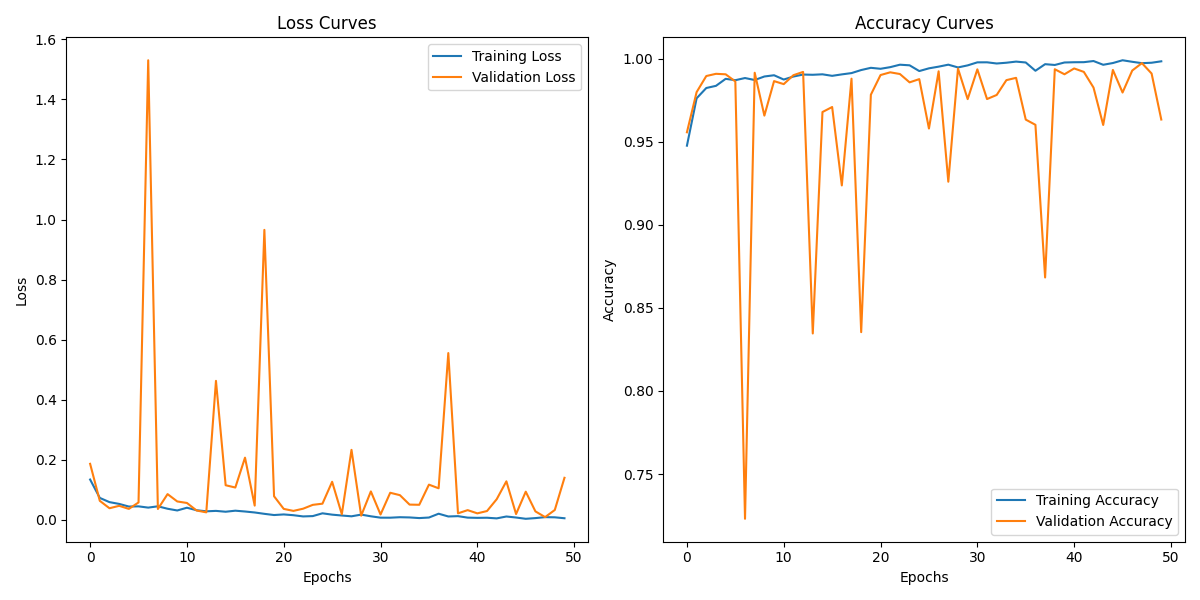 Loss Curves
1.6
1.4
1.2
1.0
0.8
0.6
0.4
0.2
0.0
Loss
0 10 20 30 40 50
Epochs
Training Loss
Validation Loss
Accuracy Curves
1.00
0.95
0.90
0.85
0.80
0.75
Accuracy
0 10 20 30 40 50
Epochs
Training Accuracy
Validation Accuracy